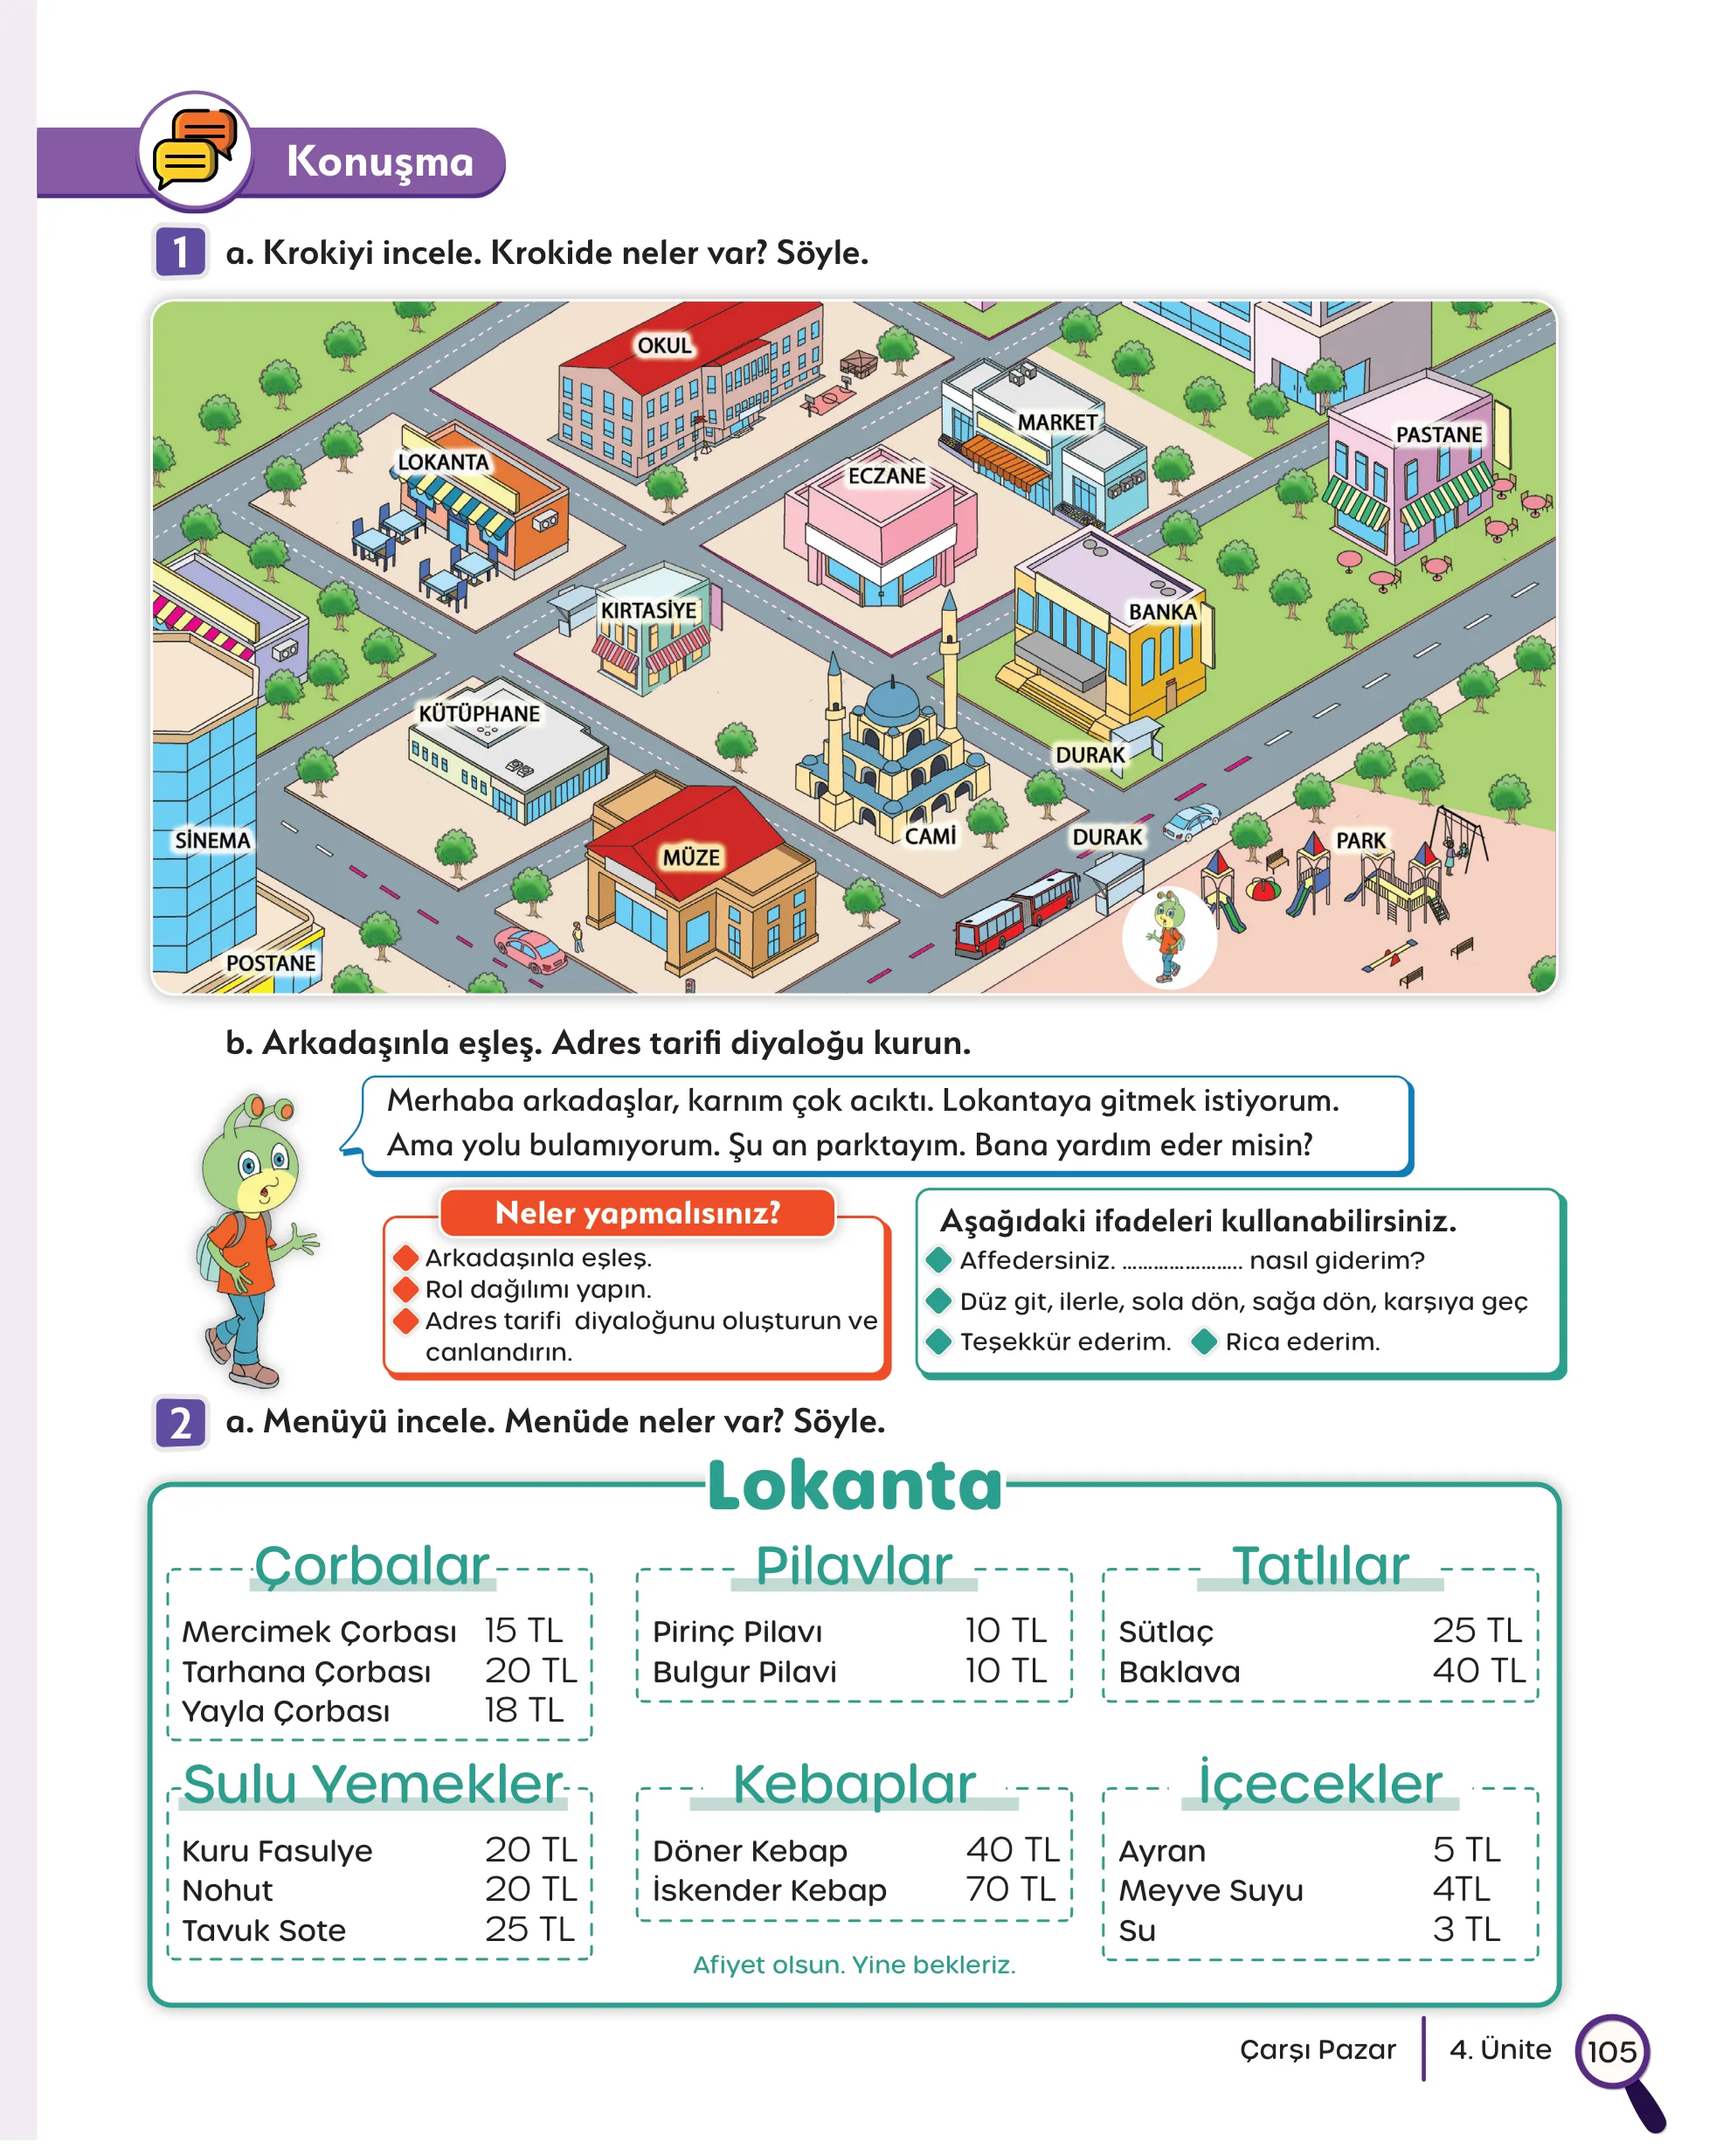 Konuşma
1 a. Krokiyi incele. Krokide neler var? Söyle.
OKUL
MARKET
PASTANE
LOKANTA
ECZANE
KIRTASİYE
BANKA
KÜTÜPHANE
DURAK
SİNEMA
MÜZE
CAMİ
DURAK
PARK
POSTANE
b. Arkadaşınla eşleş. Adres tarifi diyaloğu kurun.
Merhaba arkadaşlar, karnım çok acıktı. Lokantaya gitmek istiyorum.
Ama yolu bulamıyorum. Şu an parktayım. Bana yardım eder misin?
Neler yapmalısınız?
Arkadaşınla eşleş.
Rol dağılımı yapın.
Adres tarifi diyaloğunu oluşturun ve
canlandırın.
Aşağıdaki ifadeleri kullanabilirsiniz.
Affedersiniz. ....................... nasıl giderim?
Düz git, ilerle, sola dön, sağa dön, karşıya geç
Teşekkür ederim. Rica ederim.
2 a. Menüyü incele. Menüde neler var? Söyle.
Lokanta
Çorbalar
Mercimek Çorbası 15 TL
Tarhana Çorbası 20 TL
Yayla Çorbası 18 TL
Pilavlar
Pirinç Pilavı 10 TL
Bulgur Pilavi 10 TL
Tatlılar
Sütlaç 25 TL
Baklava 40 TL
Sulu Yemekler
Kuru Fasulye 20 TL
Nohut 20 TL
Tavuk Sote 25 TL
Kebaplar
Döner Kebap 40 TL
İskender Kebap 70 TL
İçecekler
Ayran 5 TL
Meyve Suyu 4TL
Su 3 TL
Afiyet olsun. Yine bekleriz.
Çarşı Pazar 4. Ünite 105